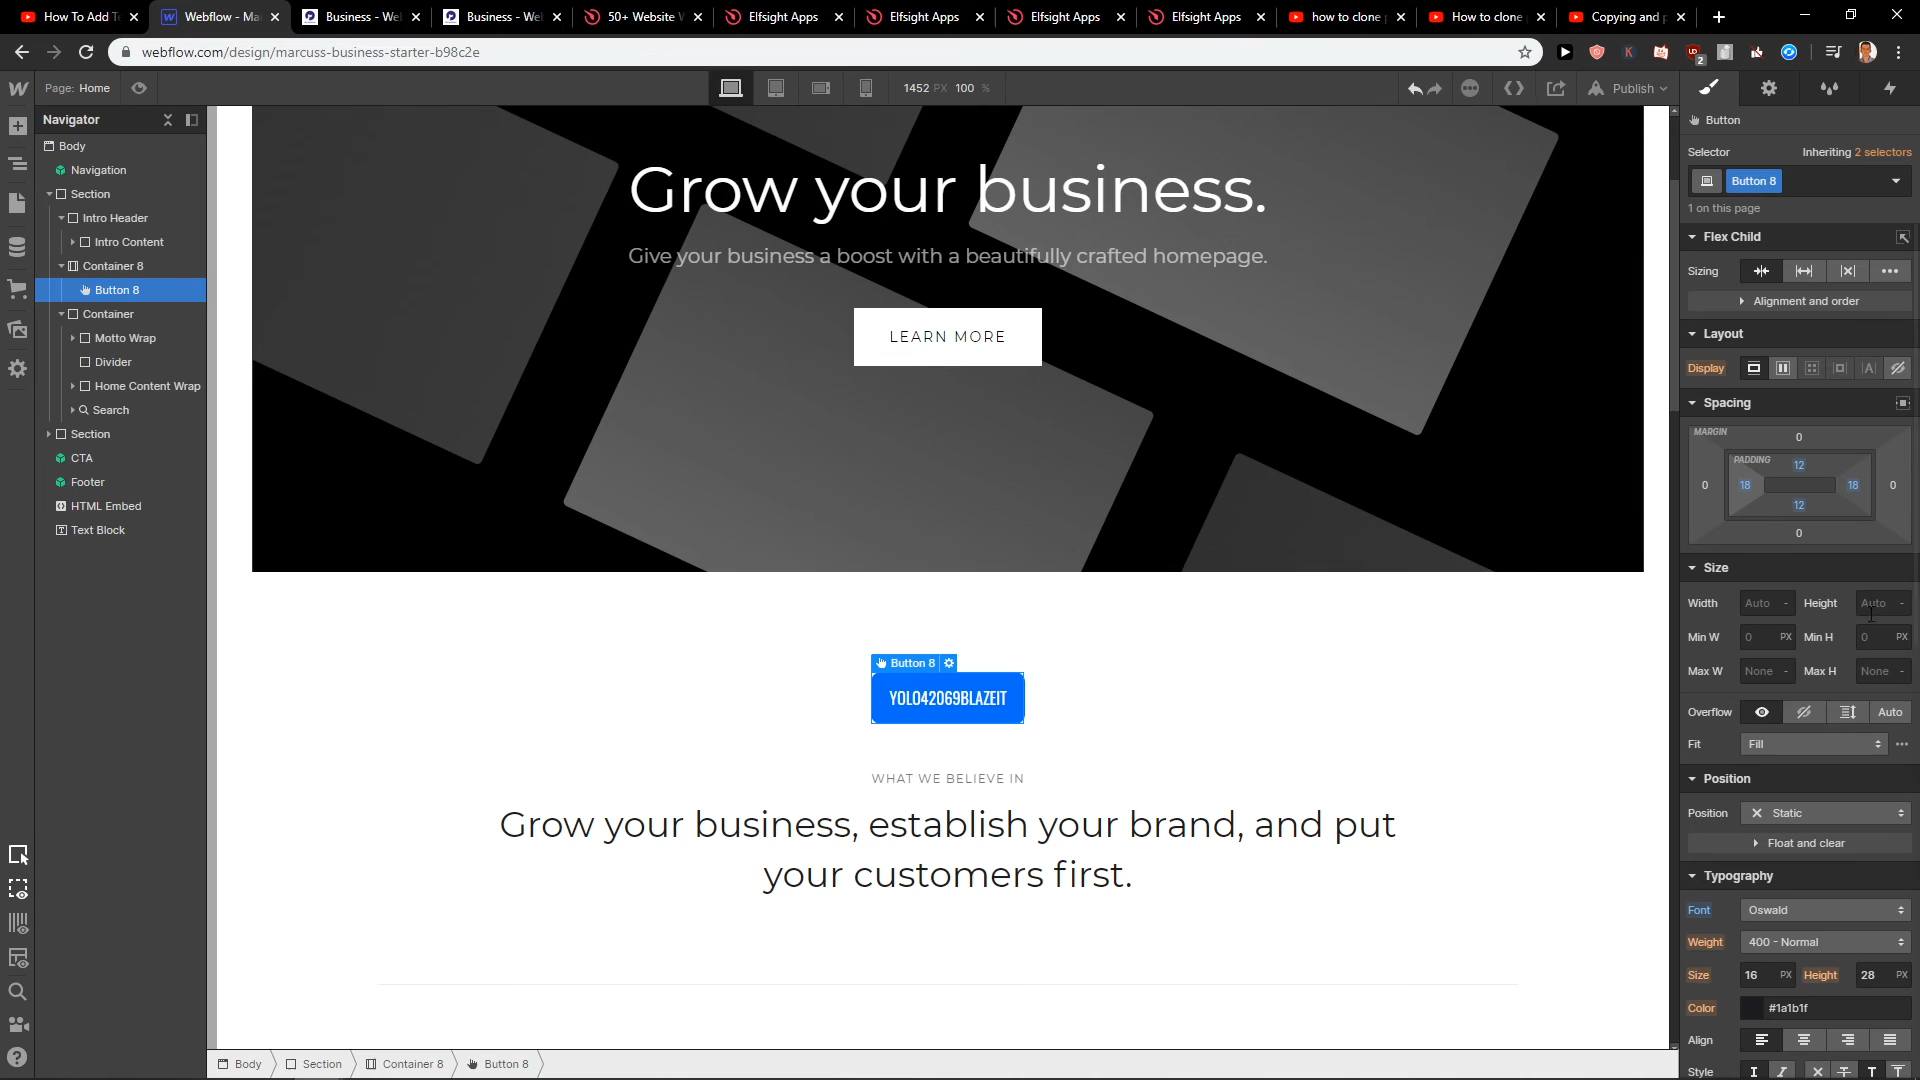 How To Add Te
Webflow - Ma
Business - We
Business - We
50+ Website W
Elfsight Apps
Elfsight Apps
Elfsight Apps
Elfsight Apps
how to clone
How to clone
Copying and p
webflow.com/design/marcuss-business-starter-b98c2e
K
2
Page: Home
1452 PX 100 %
Publish
Navigator
Body
Navigation
Section
Intro Header
Intro Content
Container 8
Button 8
Container
Motto Wrap
Divider
Home Content Wrap
Search
Section
CTA
Footer
HTML Embed
Text Block
Grow your business.
Give your business a boost with a beautifully crafted homepage.
LEARN MORE
Button 8
YOLO42069BLAZEIT
WHAT WE BELIEVE IN
Grow your business, establish your brand, and put
your customers first.
Body
Section
Container 8
Button 8
Button
Selector Inheriting 2 selectors
Button 8
1 on this page
Flex Child
Sizing
Alignment and order
Layout
Display
Spacing
MARGIN
0
PADDING
12
0 18 18 0
12
0
Size
Width Auto - Height Auto -
Min W 0 PX Min H 0 PX
Max W None - Max H None -
Overflow Auto
Fit Fill
Position
Position Static
Float and clear
Typography
Font Oswald
Weight 400 - Normal
Size 16 PX Height 28 PX
Color #1a1b1f
Align
Style